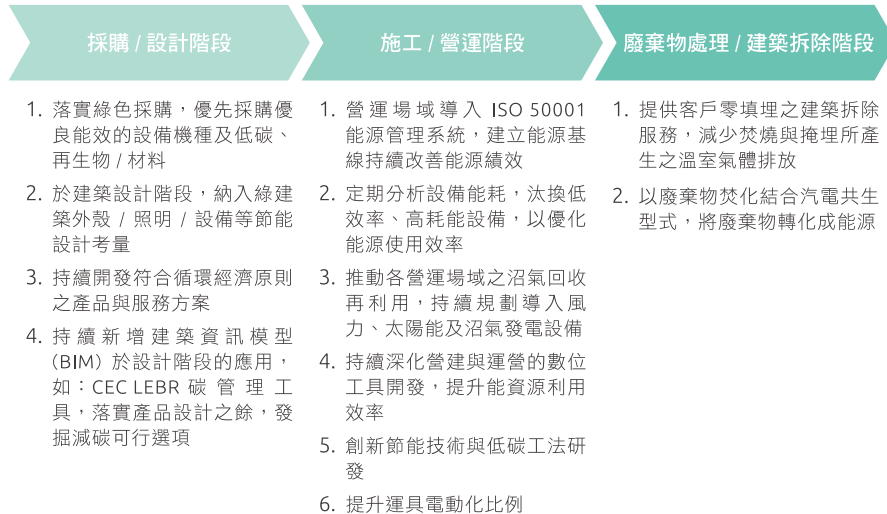 採購 / 設計階段
1. 落實綠色採購，優先採購優
良能效的設備機種及低碳、
再生物 / 材料
2. 於建築設計階段，納入綠建
築外殼 / 照明 / 設備等節能
設計考量
3. 持續開發符合循環經濟原則
之產品與服務方案
4. 持續新增建築資訊模型
(BIM) 於設計階段的應用，
如：CEC LEBR 碳管理工
具，落實產品設計之餘，發
掘減碳可行選項
施工 / 營運階段
1. 營運場域導入 ISO 50001
能源管理系統，建立能源基
線持續改善能源績效
2. 定期分析設備能耗，汰換低
效率、高耗能設備，以優化
能源使用效率
3. 推動各營運場域之沼氣回收
再利用，持續規劃導入風
力、太陽能及沼氣發電設備
4. 持續深化營建與運營的數位
工具開發，提升能資源利用
效率
5. 創新節能技術與低碳工法研
發
6. 提升運具電動化比例
廢棄物處理 / 建築拆除階段
1. 提供客戶零填埋之建築拆除
服務，減少焚燒與掩埋所產
生之溫室氣體排放
2. 以廢棄物焚化結合汽電共生
型式，將廢棄物轉化成能源